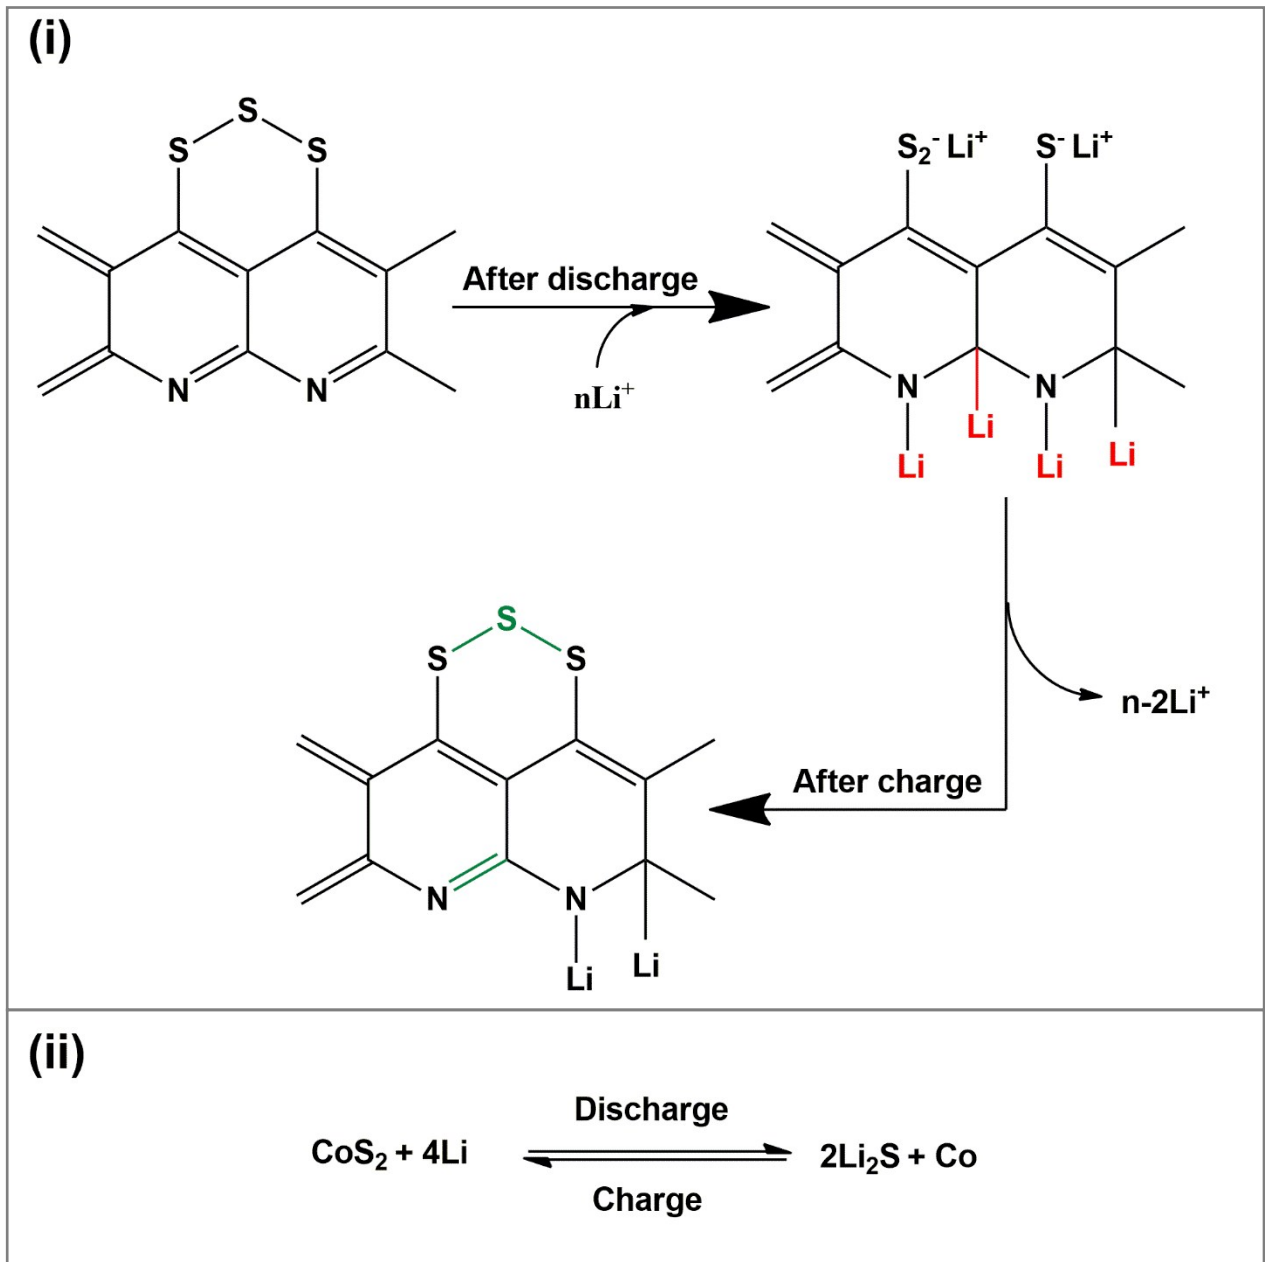 (i)
S
S S
S₂⁻ Li⁺ S⁻ Li⁺
After discharge
nLi⁺
N N
N N
Li
Li Li Li
S
S S
n-2Li⁺
After charge
N N
Li Li
(ii)
Discharge
CoS₂ + 4Li 2Li₂S + Co
Charge